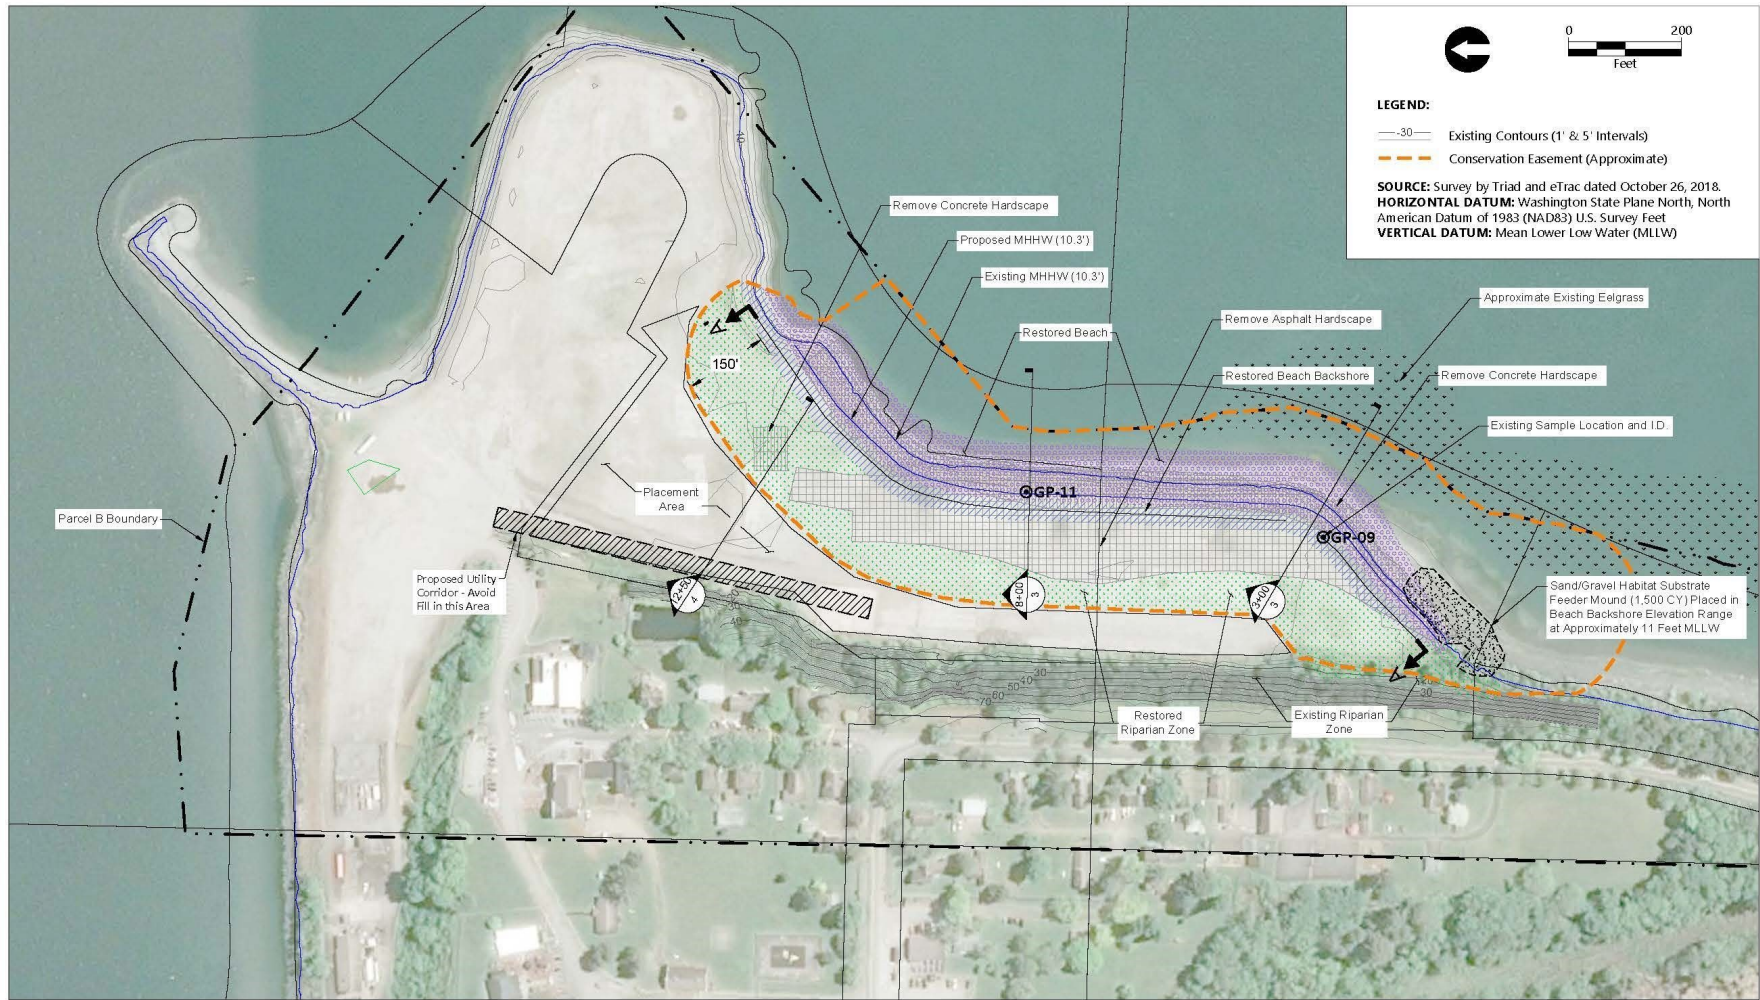 0 200
Feet
LEGEND:
-30
Existing Contours (1' & 5' Intervals)
Conservation Easement (Approximate)
SOURCE: Survey by Triad and eTrac dated October 26, 2018.
HORIZONTAL DATUM: Washington State Plane North, North
American Datum of 1983 (NAD83) U.S. Survey Feet
VERTICAL DATUM: Mean Lower Low Water (MLLW)
Remove Concrete Hardscape
Proposed MHHW (10.3')
Existing MHHW (10.3')
Restored Beach
Approximate Existing Eelgrass
Remove Asphalt Hardscape
Restored Beach Backshore
Remove Concrete Hardscape
Existing Sample Location and I.D.
10
A
150'
GP-11
GP-09
Placement
Area
Parcel B Boundary
Proposed Utility
Corridor - Avoid
Fill in this Area
12+50
4
8+00
3
3+00
3
Sand/Gravel Habitat Substrate
Feeder Mound (1,500 CY) Placed in
Beach Backshore Elevation Range
at Approximately 11 Feet MLLW
A
-30
-40
70 60 50 40 30
30
Restored
Riparian Zone
Existing Riparian
Zone